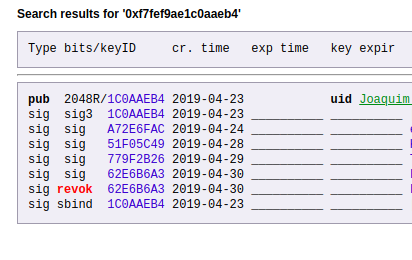 Search results for '0xf7fef9ae1c0aaeb4'
Type bits/keyID cr. time exp time key expir
pub 2048R/1C0AAEB4 2019-04-23 uid Joaquim
sig sig3 1C0AAEB4 2019-04-23 __________ __________
sig sig A72E6FAC 2019-04-24 __________ __________
sig sig 51F05C49 2019-04-28 __________ __________
sig sig 779F2B26 2019-04-29 __________ __________
sig sig 62E6B6A3 2019-04-30 __________ __________
sig revok 62E6B6A3 2019-04-30 __________ __________
sig sbind 1C0AAEB4 2019-04-23 __________ __________